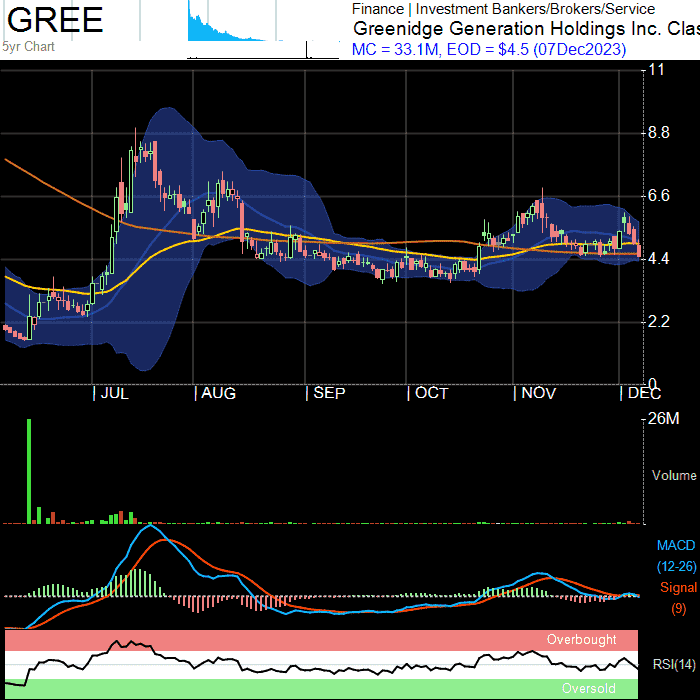 GREE
5yr Chart
Finance | Investment Bankers/Brokers/Service
Greenidge Generation Holdings Inc. Clas
MC = 33.1M, EOD = $4.5 (07Dec2023)
11
8.8
6.6
4.4
2.2
0
JUL
AUG
SEP
OCT
NOV
DEC
26M
Volume
MACD
(12-26)
Signal
(9)
Overbought
RSI(14)
Oversold